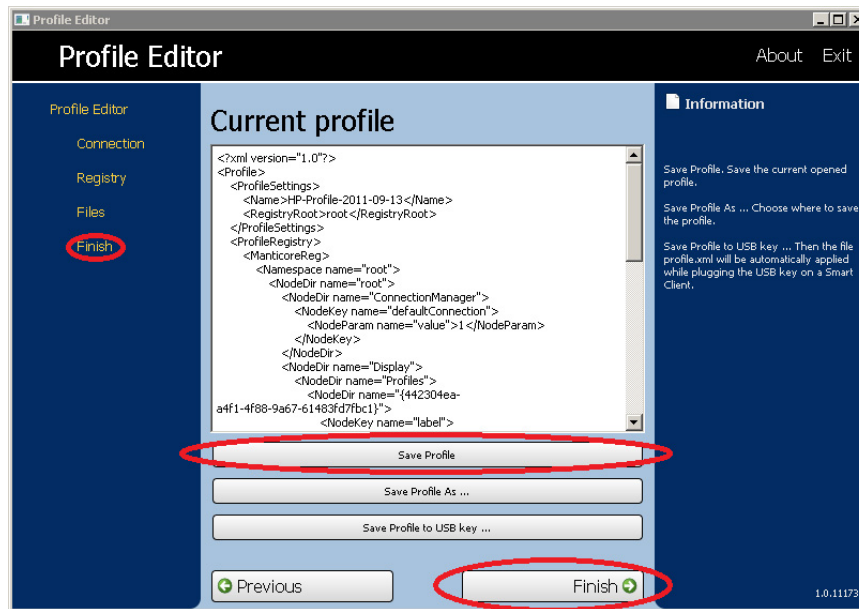 Profile Editor
Profile Editor
About Exit
Profile Editor
Connection
Registry
Files
Finish
Current profile
<?xml version="1.0"?>
<Profile>
<ProfileSettings>
<Name>HP-Profile-2011-09-13</Name>
<RegistryRoot>root</RegistryRoot>
</ProfileSettings>
<ProfileRegistry>
<ManticoreReg>
<Namespace name="root">
<NodeDir name="root">
<NodeDir name="ConnectionManager">
<NodeKey name="defaultConnection">
<NodeParam name="value">1</NodeParam>
</NodeKey>
</NodeDir>
<NodeDir name="Display">
<NodeDir name="Profiles">
<NodeDir name="{442304ea-
a4f1-4f88-9a67-61483fd7fbc1}">
<NodeKey name="label">
Save Profile
Save Profile As ...
Save Profile to USB key ...
Previous
Finish
Information
Save Profile. Save the current opened
profile.
Save Profile As ... Choose where to save
the profile.
Save Profile to USB key ... Then the file
profile.xml will be automatically applied
while plugging the USB key on a Smart
Client.
1.0.11173